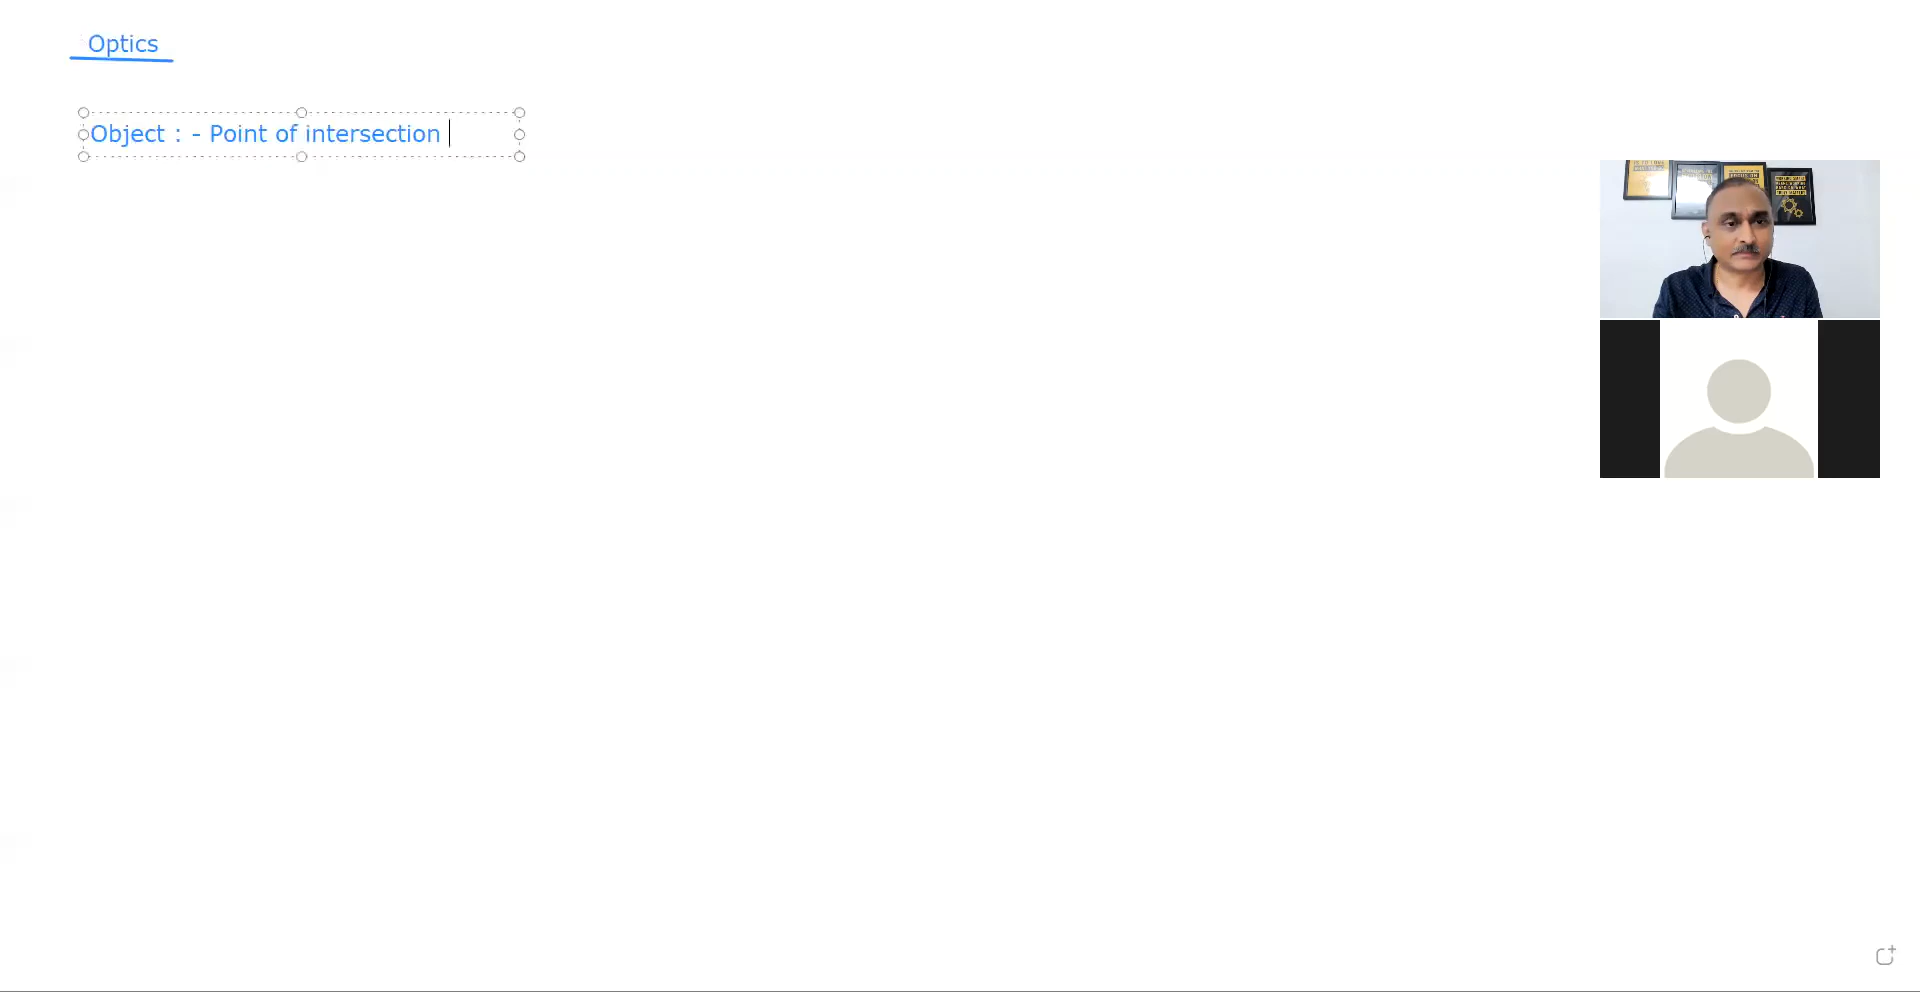 Optics
Object : - Point of intersection